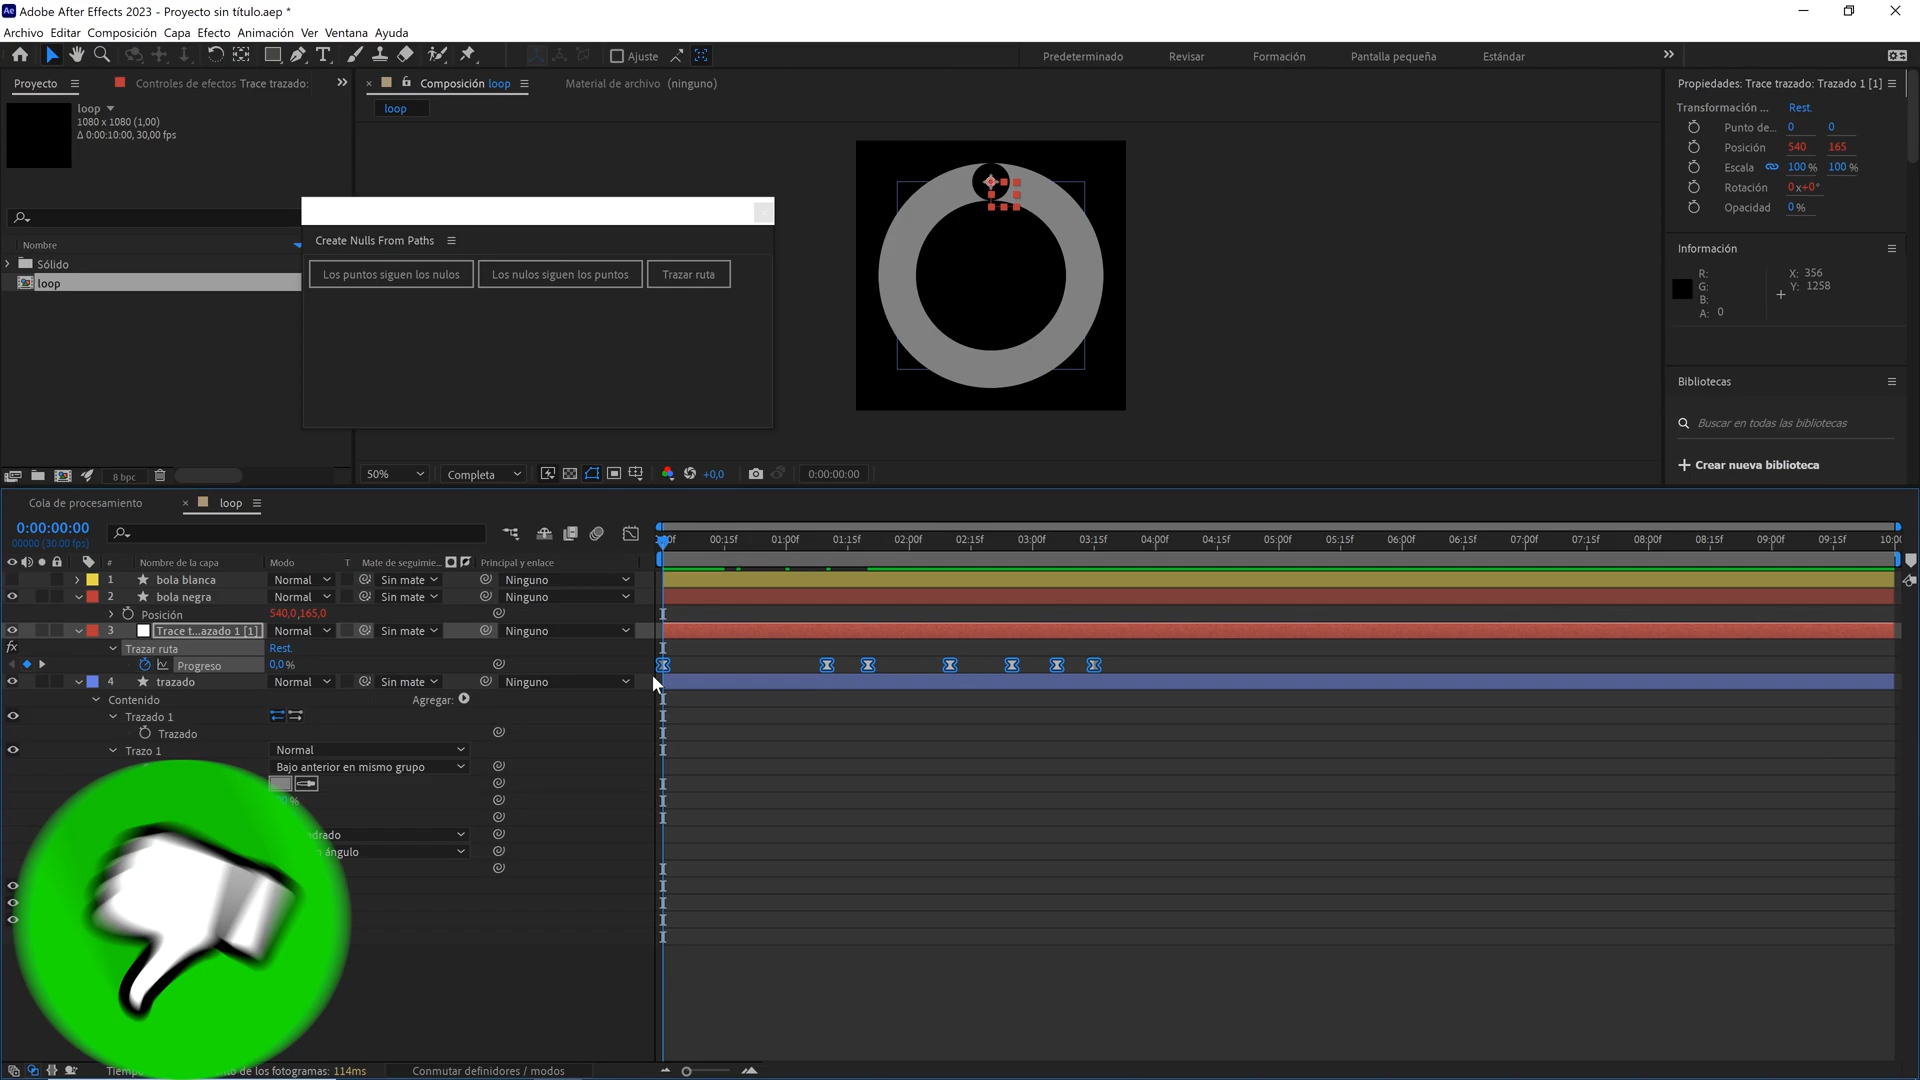 Adobe After Effects 2023 - Proyecto sin título.aep *
Archivo Editar Composición Capa Efecto Animación Ver Ventana Ayuda
Ajuste
Predeterminado Revisar Formación Pantalla pequeña Estándar
Proyecto Controles de efectos Trace trazado:
Composición loop Material de archivo (ninguno)
Propiedades: Trace trazado: Trazado 1 [1]
loop
1080 x 1080 (1,00)
Δ 0:00:10:00, 30,00 fps
loop
Transformación ... Rest.
Punto de... 0 0
Posición 540 165
Escala 100 % 100 %
Rotación 0x+0°
Opacidad 0 %
Nombre
Sólido
loop
Create Nulls From Paths
Los puntos siguen los nulos Los nulos siguen los puntos Trazar ruta
Información
R: X: 356
G: Y: 1258
B:
A: 0
Bibliotecas
Buscar en todas las bibliotecas
Crear nueva biblioteca
8 bpc
50% Completa +0,0 0:00:00:00
Cola de procesamiento loop
0:00:00:00
00000 (30.00 fps)
00:15f 01:00f 01:15f 02:00f 02:15f 03:00f 03:15f 04:00f 04:15f 05:00f 05:15f 06:00f 06:15f 07:00f 07:15f 08:00f 08:15f 09:00f 09:15f 10:00
# Nombre de la capa Modo T Mate de seguimie... Principal y enlace
1 bola blanca Normal Sin mate Ninguno
2 bola negra Normal Sin mate Ninguno
Posición 540,0,165,0
3 Trace t...azado 1 [1] Normal Sin mate Ninguno
fx Trazar ruta Rest.
Progreso 0,0 %
4 trazado Normal Sin mate Ninguno
Contenido Agregar:
Trazado 1
Trazado
Trazo 1 Normal
Bajo anterior en mismo grupo
%
drado
ángulo
Tiempo
de los fotogramas: 114ms
Conmutar definidores / modos